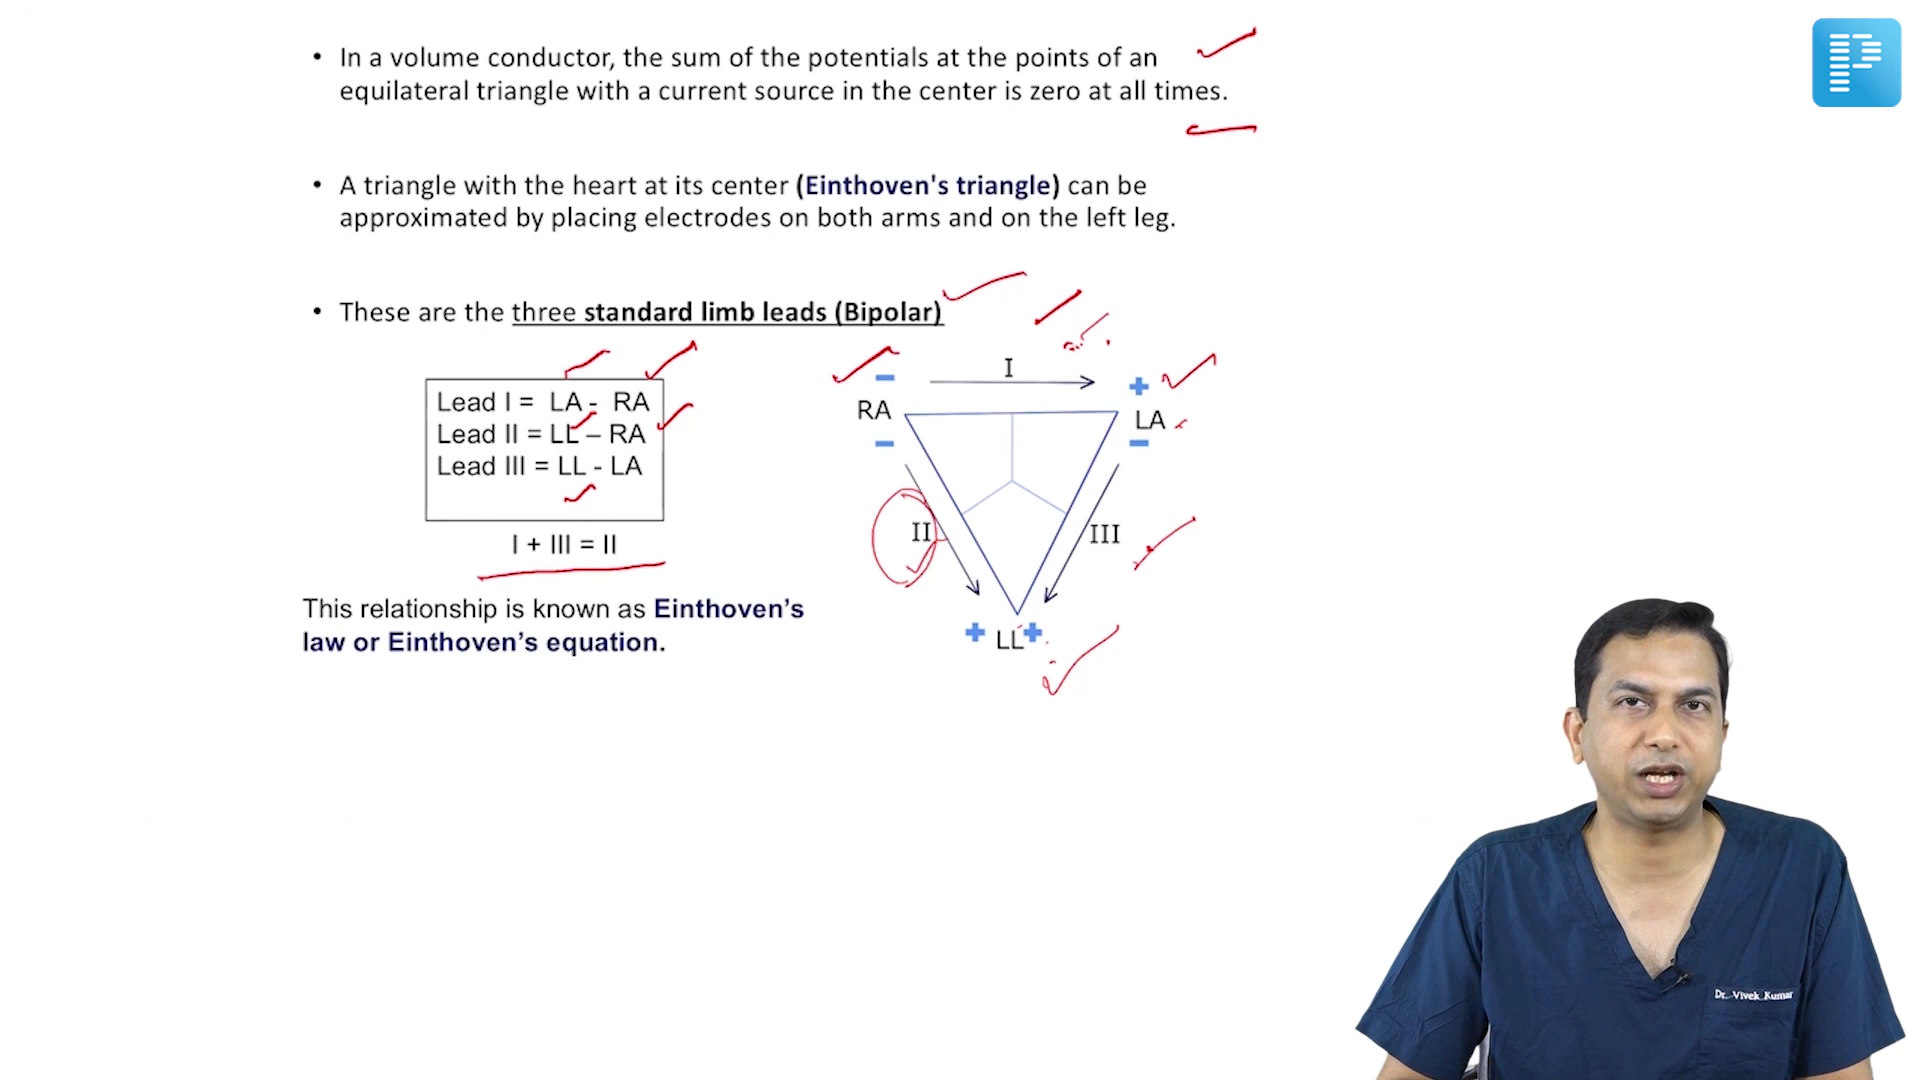 • In a volume conductor, the sum of the potentials at the points of an
equilateral triangle with a current source in the center is zero at all times.
• A triangle with the heart at its center (Einthoven's triangle) can be
approximated by placing electrodes on both arms and on the left leg.
• These are the three standard limb leads (Bipolar)
Lead I = LA - RA
Lead II = LL – RA
Lead III = LL - LA
I + III = II
This relationship is known as Einthoven’s
law or Einthoven’s equation.
I
RA
LA
II
III
LL
Dr. Vivek Kumar